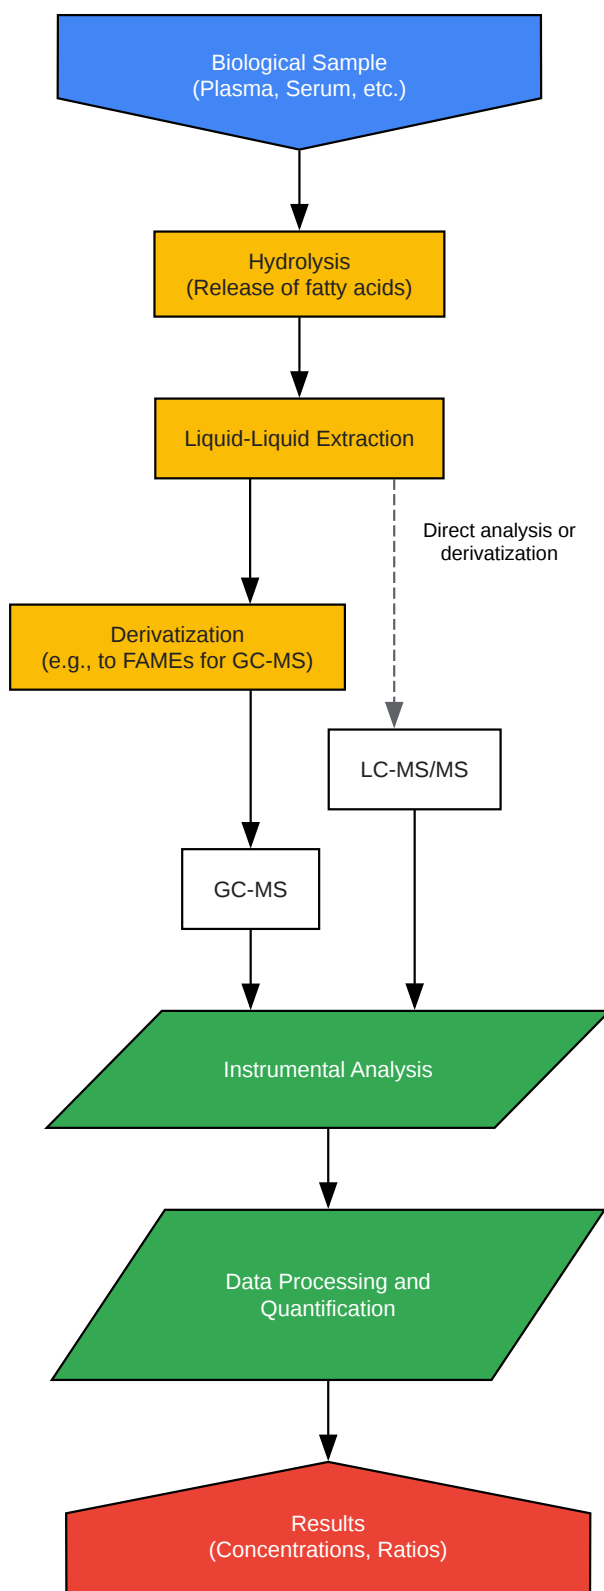 Biological Sample
(Plasma, Serum, etc.)
Hydrolysis
(Release of fatty acids)
Liquid-Liquid Extraction
Direct analysis or
derivatization
Derivatization
(e.g., to FAMEs for GC-MS)
LC-MS/MS
GC-MS
Instrumental Analysis
Data Processing and
Quantification
Results
(Concentrations, Ratios)